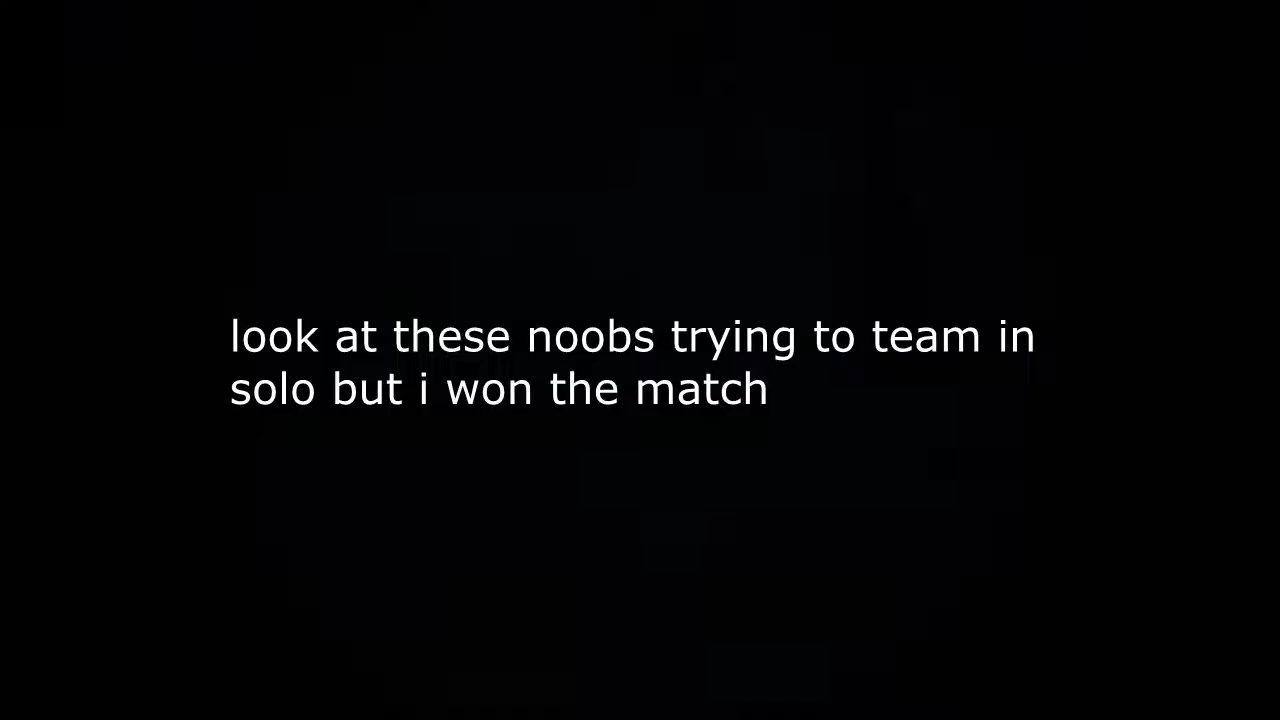 look at these noobs trying to team in
solo but i won the match